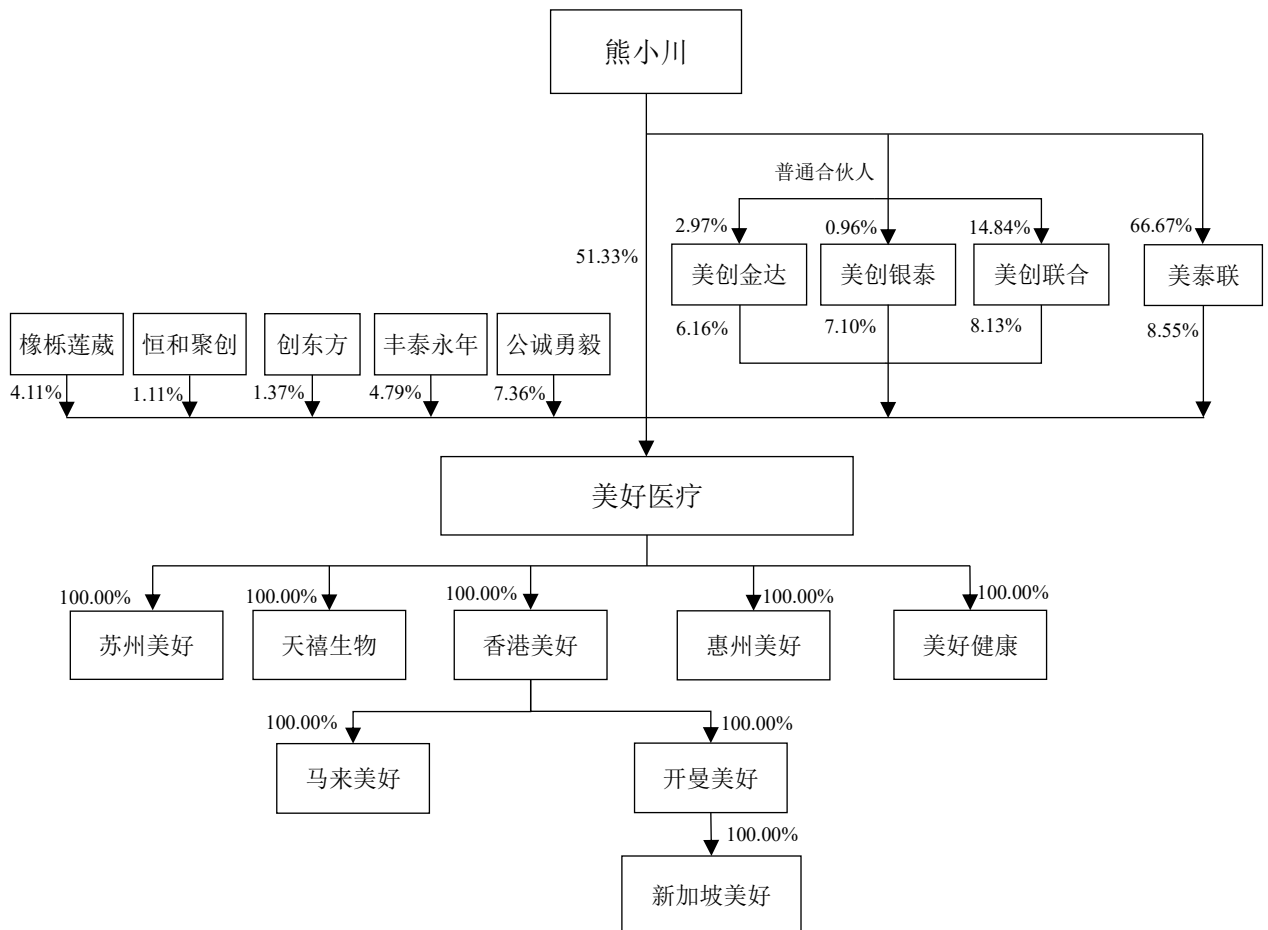 熊小川
普通合伙人
2.97%
0.96%
14.84%
66.67%
51.33%
美创金达
美创银泰
美创联合
美泰联
6.16%
7.10%
8.13%
8.55%
橡栎莲葳
恒和聚创
创东方
丰泰永年
公诚勇毅
4.11%
1.11%
1.37%
4.79%
7.36%
美好医疗
100.00%
100.00%
100.00%
100.00%
100.00%
苏州美好
天禧生物
香港美好
惠州美好
美好健康
100.00%
100.00%
马来美好
开曼美好
100.00%
新加坡美好